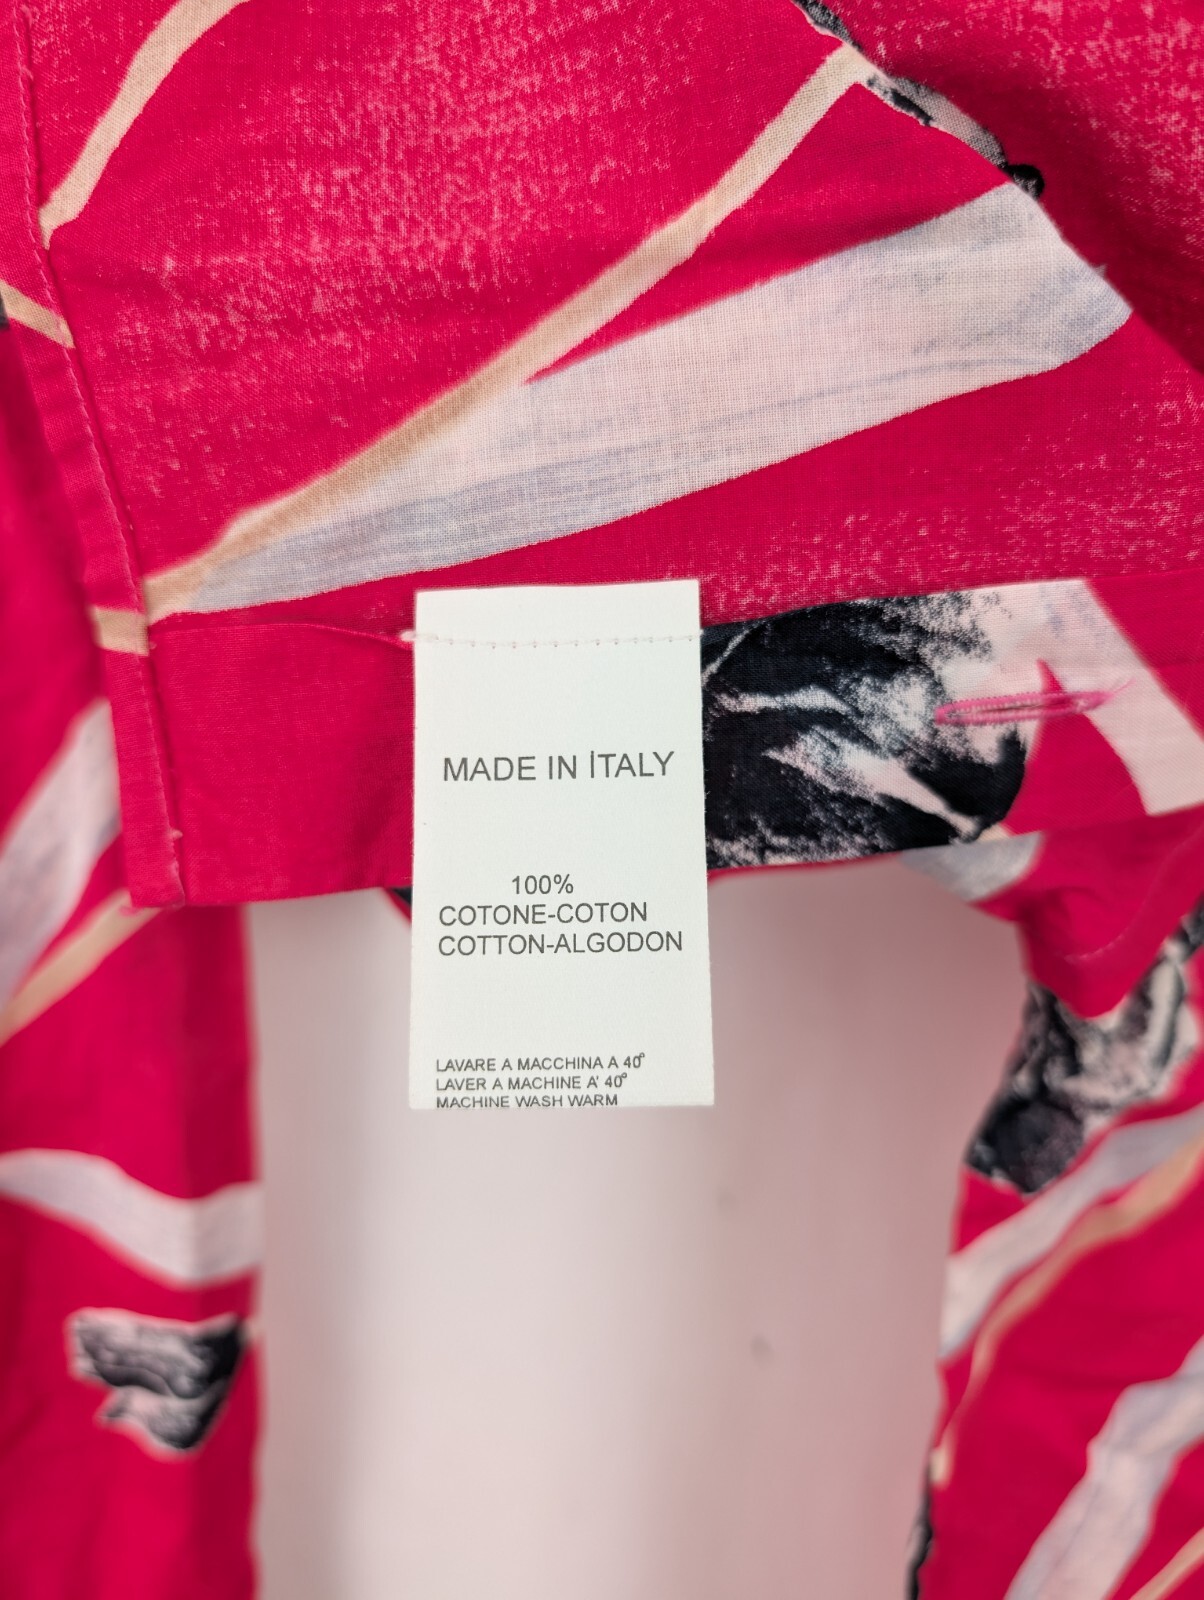 MADE IN İTALY
100%
COTONE-COTON
COTTON-ALGODON
LAVARE A MACCHINA A 40°
LAVER A MACHINE A' 40°
MACHINE WASH WARM